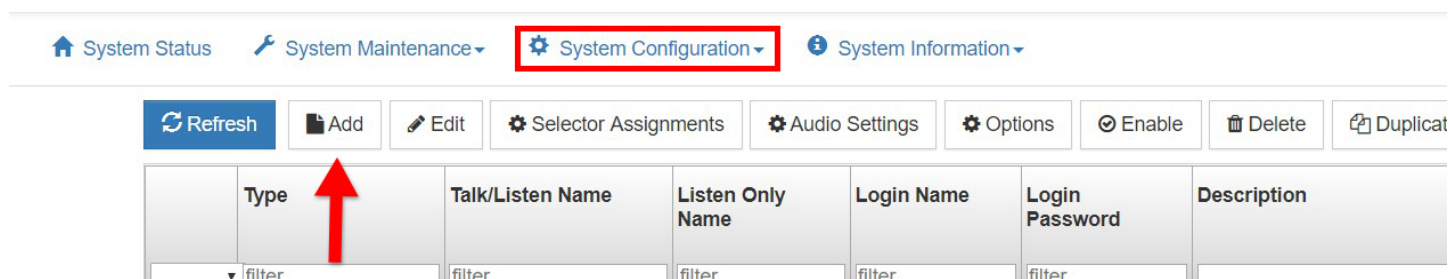 System Status System Maintenance System Configuration System Information
Refresh Add Edit Selector Assignments Audio Settings Options Enable Delete Duplicat
Type Talk/Listen Name Listen Only Name Login Name Login Password Description
filter filter filter filter filter